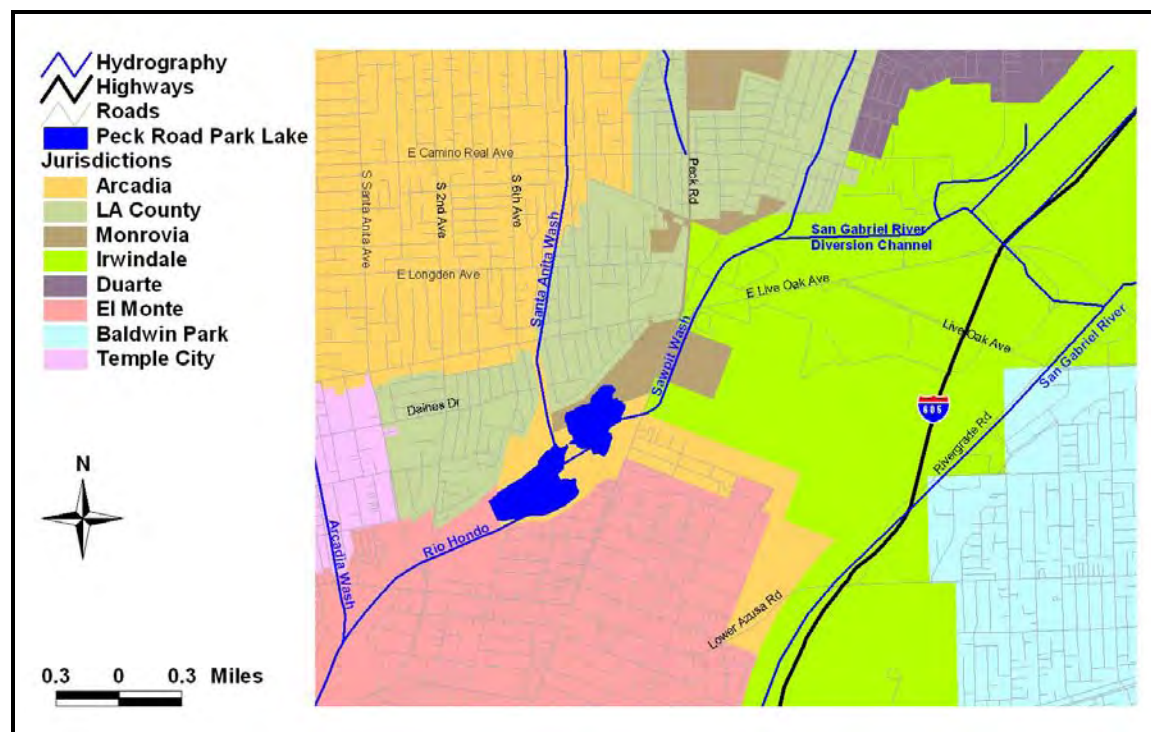 Hydrography
Highways
Roads
Peck Road Park Lake
Jurisdictions
Arcadia
LA County
Monrovia
Irwindale
Duarte
El Monte
Baldwin Park
Temple City
N
0.3 0 0.3 Miles
E Camino Real Ave
S Santa Anita Ave
S 2nd Ave
S 6th Ave
Peck Rd
E Longden Ave
Santa Anita Wash
San Gabriel River
Diversion Channel
E Live Oak Ave
Live Oak Ave
Sawpit Wash
San Gabriel River
Daines Dr
605
Rivergrade Rd
Rio Hondo
Arcadia Wash
Lower Azusa Rd